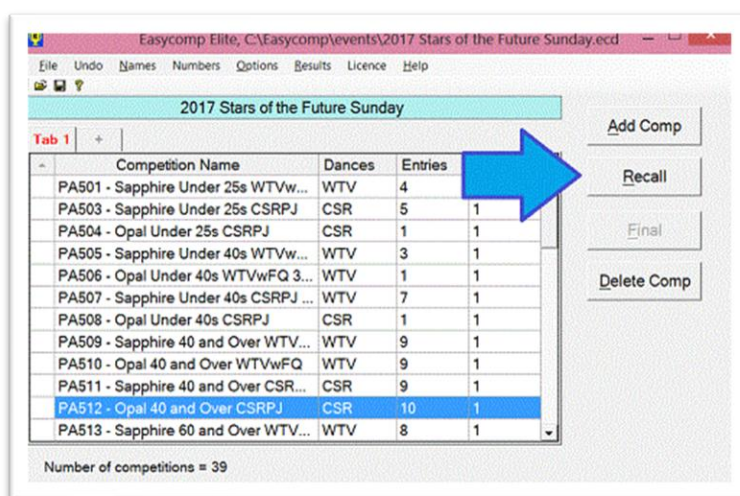 Easycomp Elite, C:\Easycomp\events\2017 Stars of the Future Sunday.ecd
File Undo Names Numbers Options Results Licence Help
2017 Stars of the Future Sunday
Tab 1 +
Competition Name Dances Entries
PA501 - Sapphire Under 25s WTVw... WTV 4
PA503 - Sapphire Under 25s CSRPJ CSR 5 1
PA504 - Opal Under 25s CSRPJ CSR 1 1
PA505 - Sapphire Under 40s WTVw... WTV 3 1
PA506 - Opal Under 40s WTVwFQ 3... WTV 1 1
PA507 - Sapphire Under 40s CSRPJ ... WTV 7 1
PA508 - Opal Under 40s CSRPJ CSR 1 1
PA509 - Sapphire 40 and Over WTV... WTV 9 1
PA510 - Opal 40 and Over WTVwFQ WTV 9 1
PA511 - Sapphire 40 and Over CSR... CSR 9 1
PA512 - Opal 40 and Over CSRPJ CSR 10 1
PA513 - Sapphire 60 and Over WTV... WTV 8 1
Number of competitions = 39
Add Comp
Recall
Final
Delete Comp